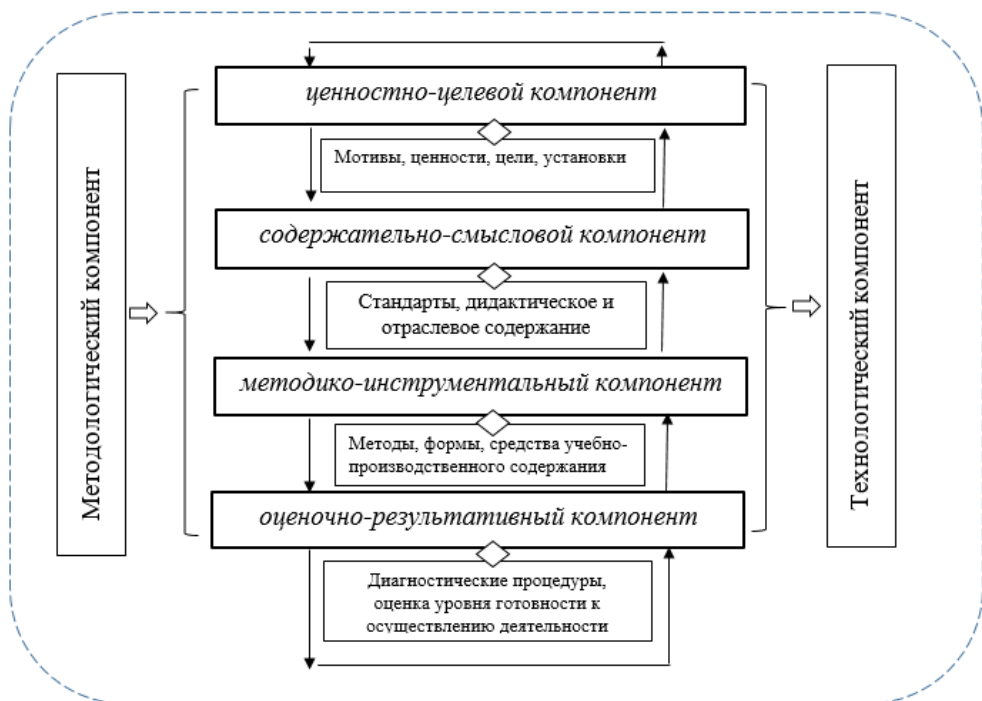 Методологический компонент
ценностно-целевой компонент
Мотивы, ценности, цели, установки
содержательно-смысловой компонент
Стандарты, дидактическое и
отраслевое содержание
методико-инструментальный компонент
Методы, формы, средства учебно-
производственного содержания
оценочно-результативный компонент
Диагностические процедуры,
оценка уровня готовности к
осуществлению деятельности
Технологический компонент